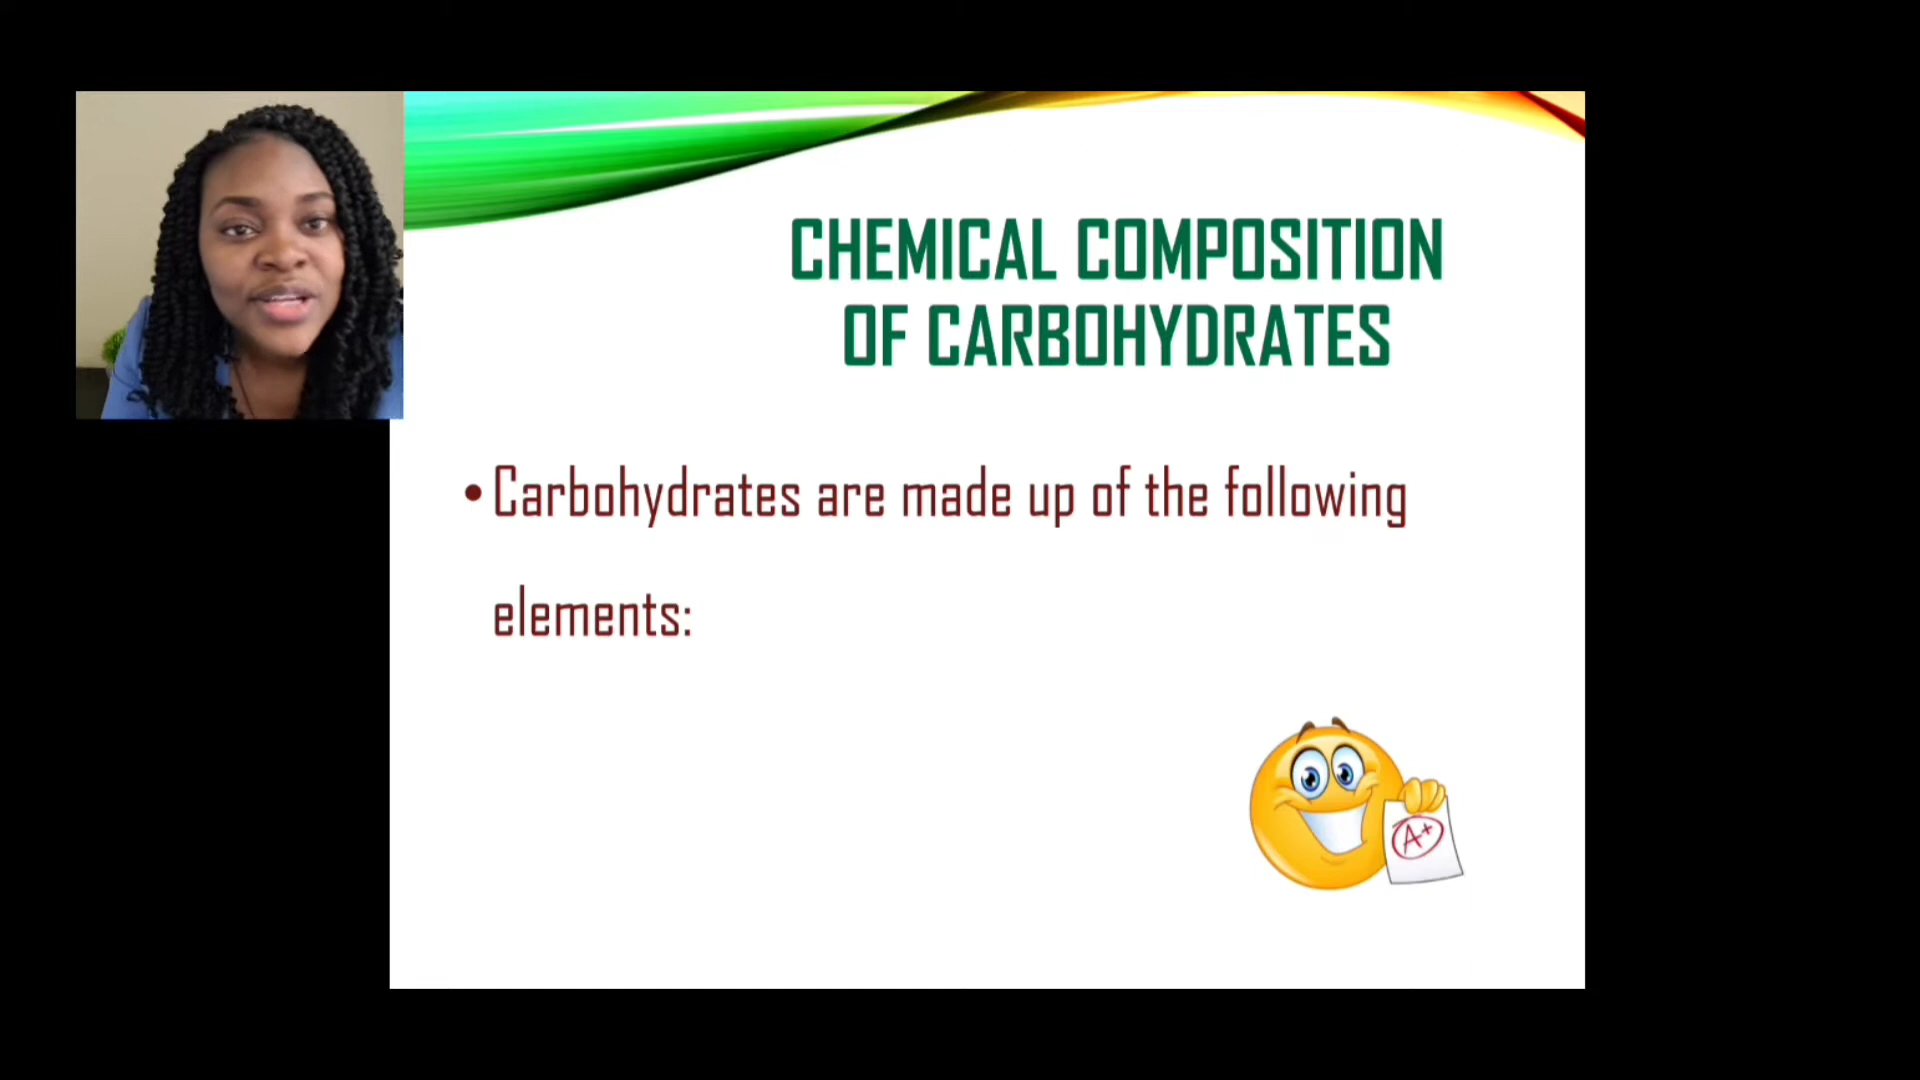 CHEMICAL COMPOSITION
OF CARBOHYDRATES
• Carbohydrates are made up of the following
elements:
A+